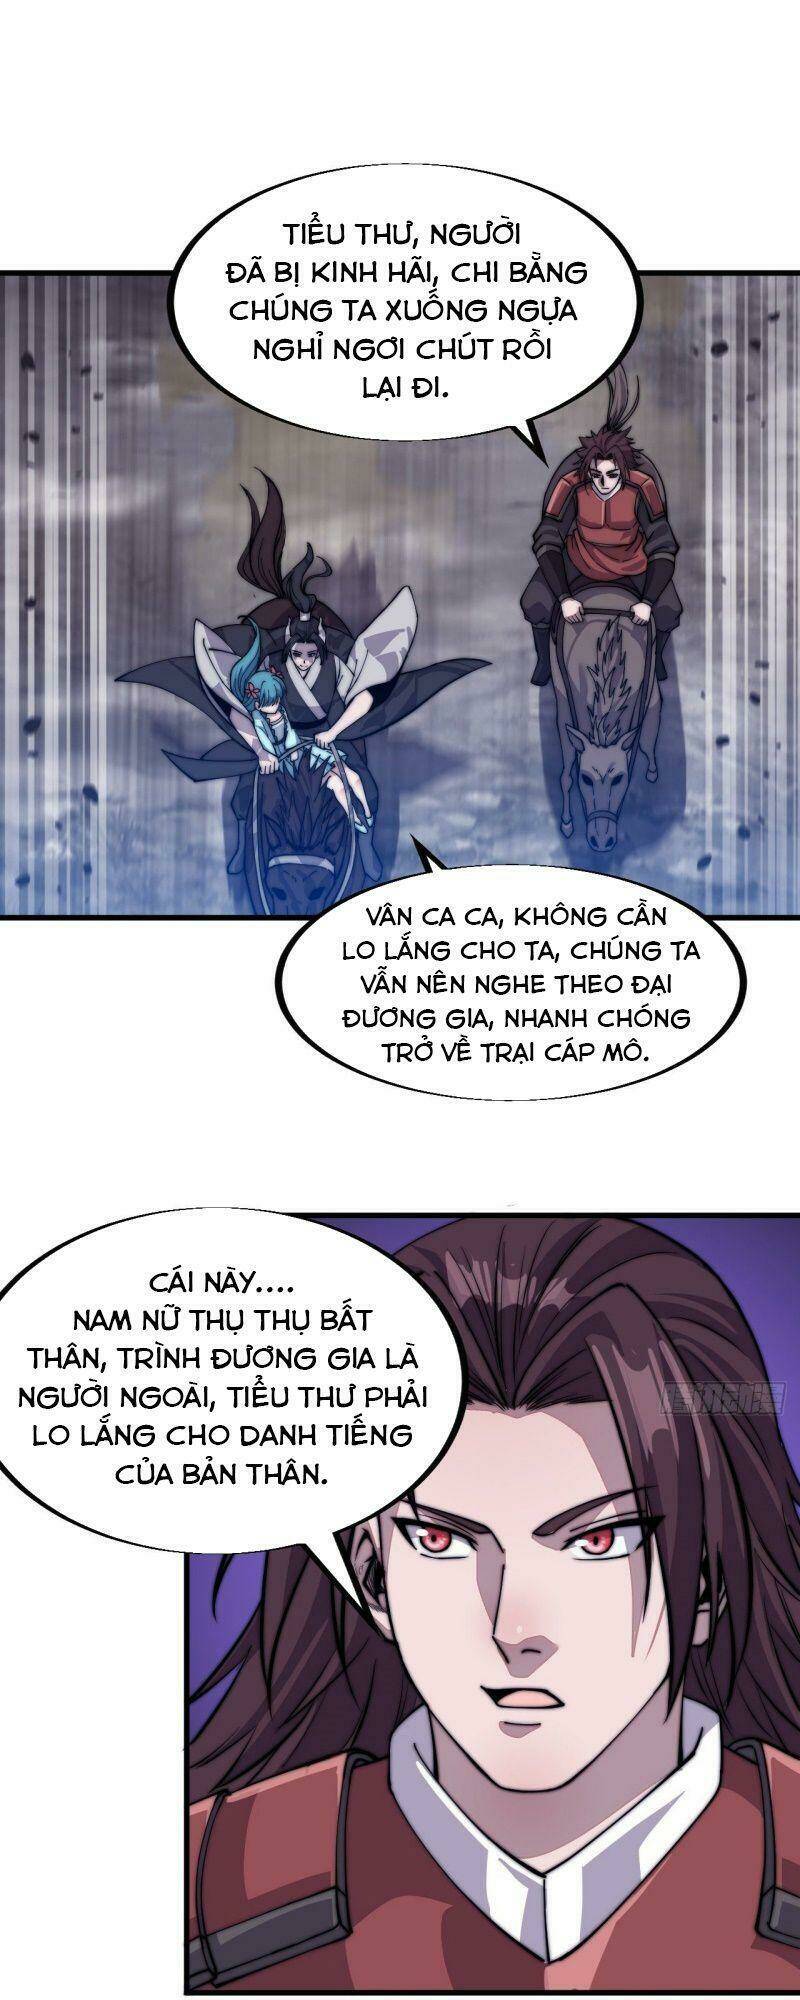 TIỂU THƯ, NGƯỜI
ĐÃ BỊ KINH HÃI, CHI BẰNG
CHÚNG TA XUỐNG NGỰA
NGHỈ NGƠI CHÚT RỒI
LẠI ĐI.
VÂN CA CA, KHÔNG CẦN
LO LẮNG CHO TA, CHÚNG TA
VẪN NÊN NGHE THEO ĐẠI
ĐƯƠNG GIA, NHANH CHÓNG
TRỞ VỀ TRẠI CÁP MÔ.
CÁI NÀY....
NAM NỮ THỤ THỤ BẤT
THÂN, TRÌNH ĐƯƠNG GIA LÀ
NGƯỜI NGOÀI, TIỂU THƯ PHẢI
LO LẮNG CHO DANH TIẾNG
CỦA BẢN THÂN.